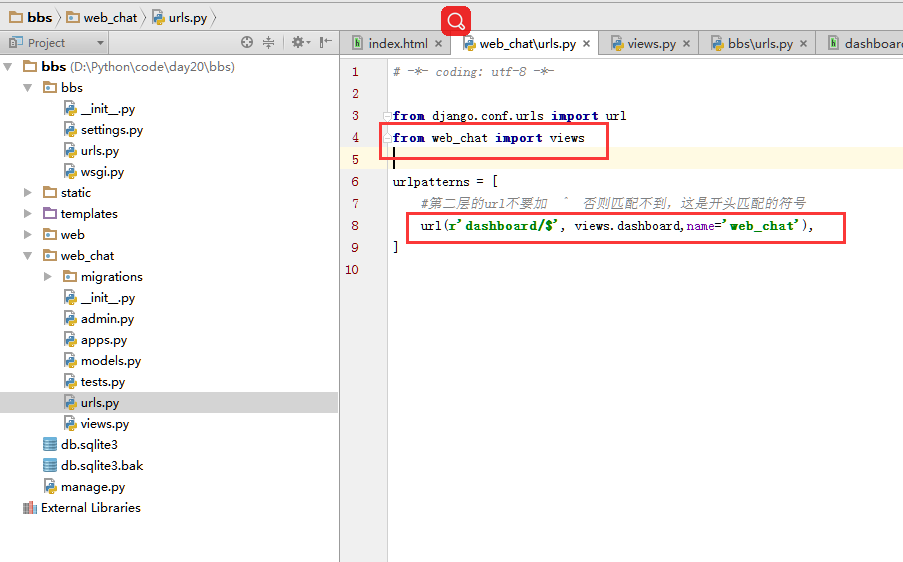 bbs web_chat urls.py
Project
index.html × web_chat\urls.py × views.py × bbs\urls.py × dashboar
bbs (D:\Python\code\day20\bbs)
bbs
__init__.py
settings.py
urls.py
wsgi.py
static
templates
web
web_chat
migrations
__init__.py
admin.py
apps.py
models.py
tests.py
urls.py
views.py
db.sqlite3
db.sqlite3.bak
manage.py
External Libraries
1 # -*- coding: utf-8 -*-
2
3 from django.conf.urls import url
4 from web_chat import views
5
6 urlpatterns = [
7 #第二层的url不要加 ^ 否则匹配不到，这是开头匹配的符号
8 url(r'dashboard/$', views.dashboard,name='web_chat'),
9 ]
10